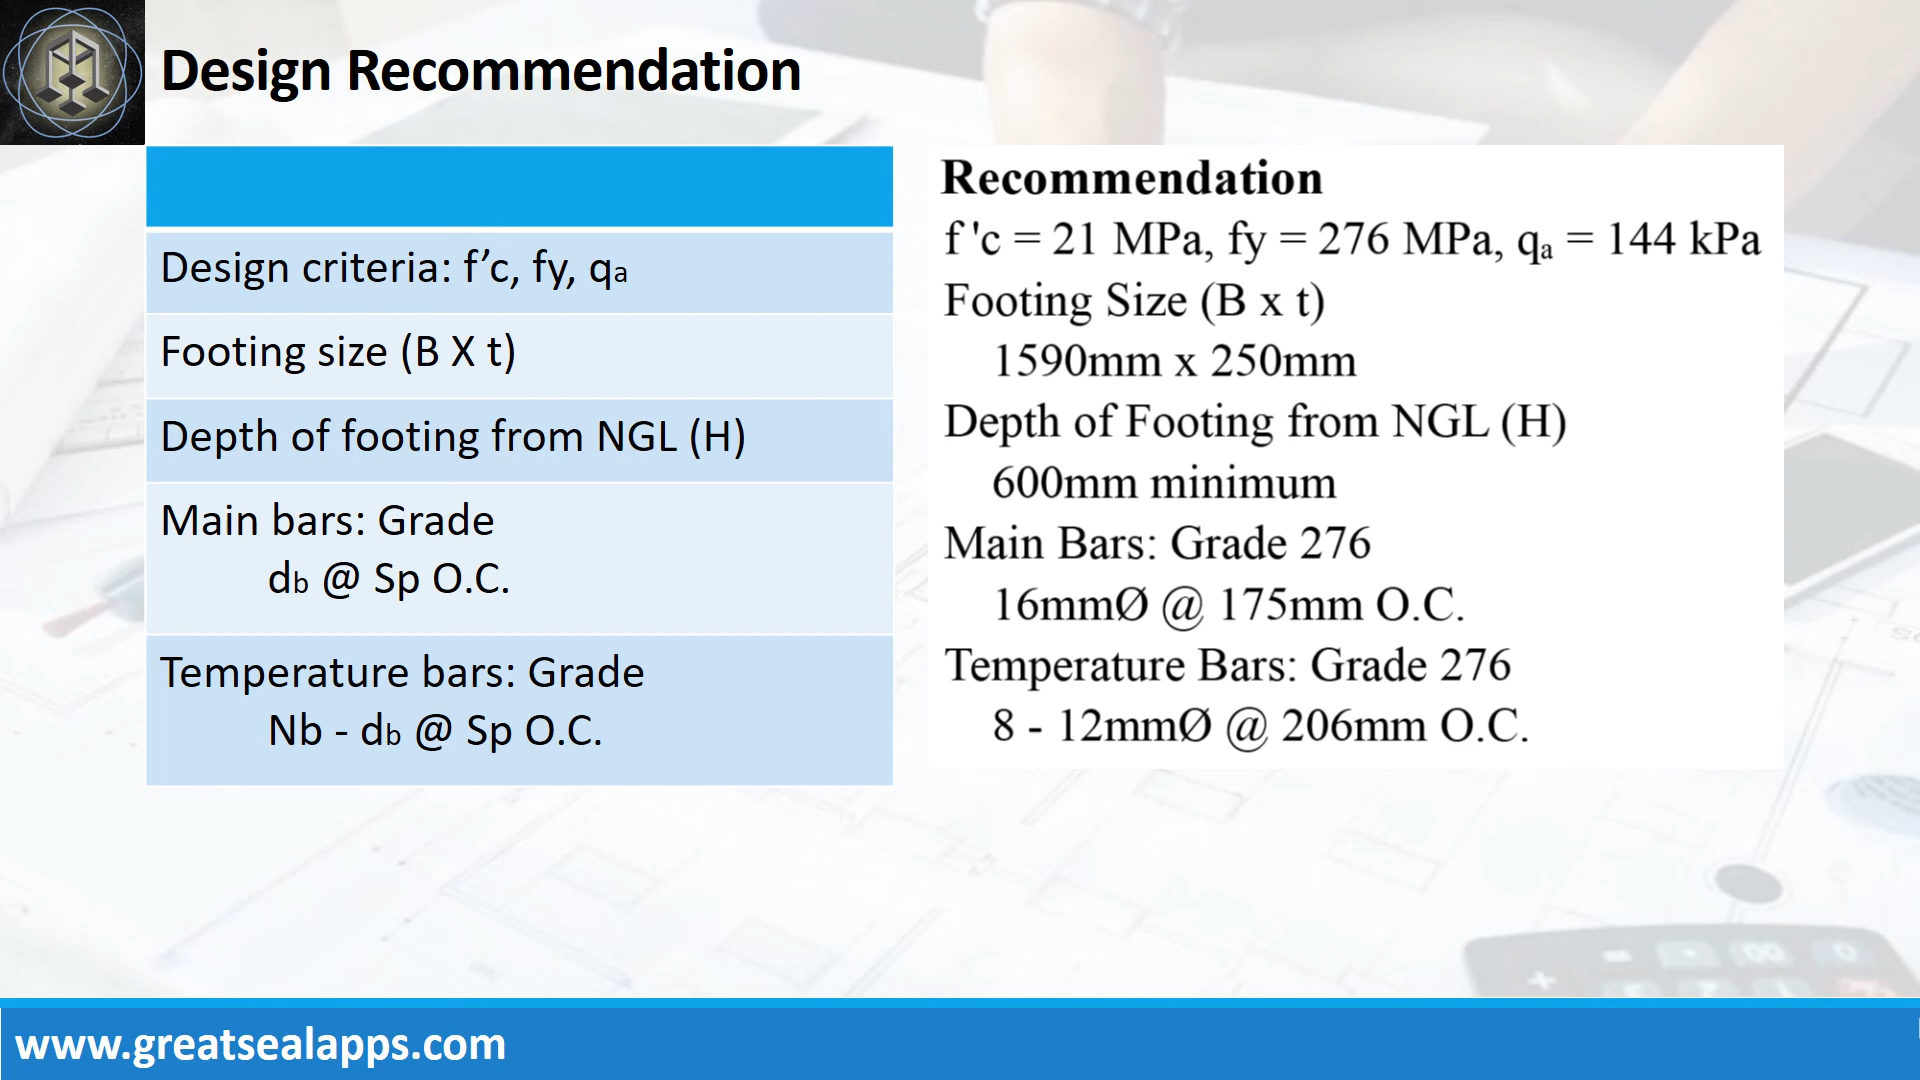 Design Recommendation
Design criteria: f’c, fy, qa
Footing size (B X t)
Depth of footing from NGL (H)
Main bars: Grade
db @ Sp O.C.
Temperature bars: Grade
Nb - db @ Sp O.C.
Recommendation
f 'c = 21 MPa, fy = 276 MPa, qa = 144 kPa
Footing Size (B x t)
1590mm x 250mm
Depth of Footing from NGL (H)
600mm minimum
Main Bars: Grade 276
16mmØ @ 175mm O.C.
Temperature Bars: Grade 276
8 - 12mmØ @ 206mm O.C.
www.greatsealapps.com